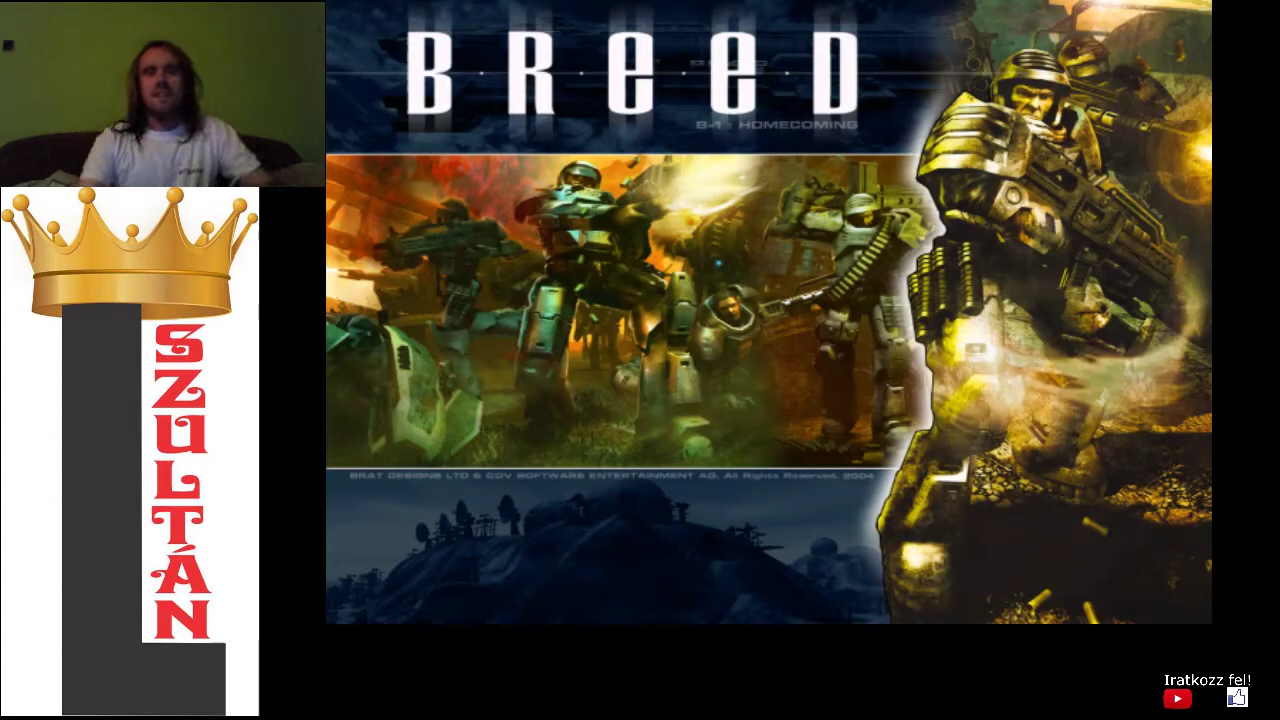 BReeD
B-1 : HOMECOMING
BRAT DESIGNS LTD & CDV SOFTWARE ENTERTAINMENT AG. All Rights Reserved. 2004
L
SZULTÁN
Iratkozz fel!